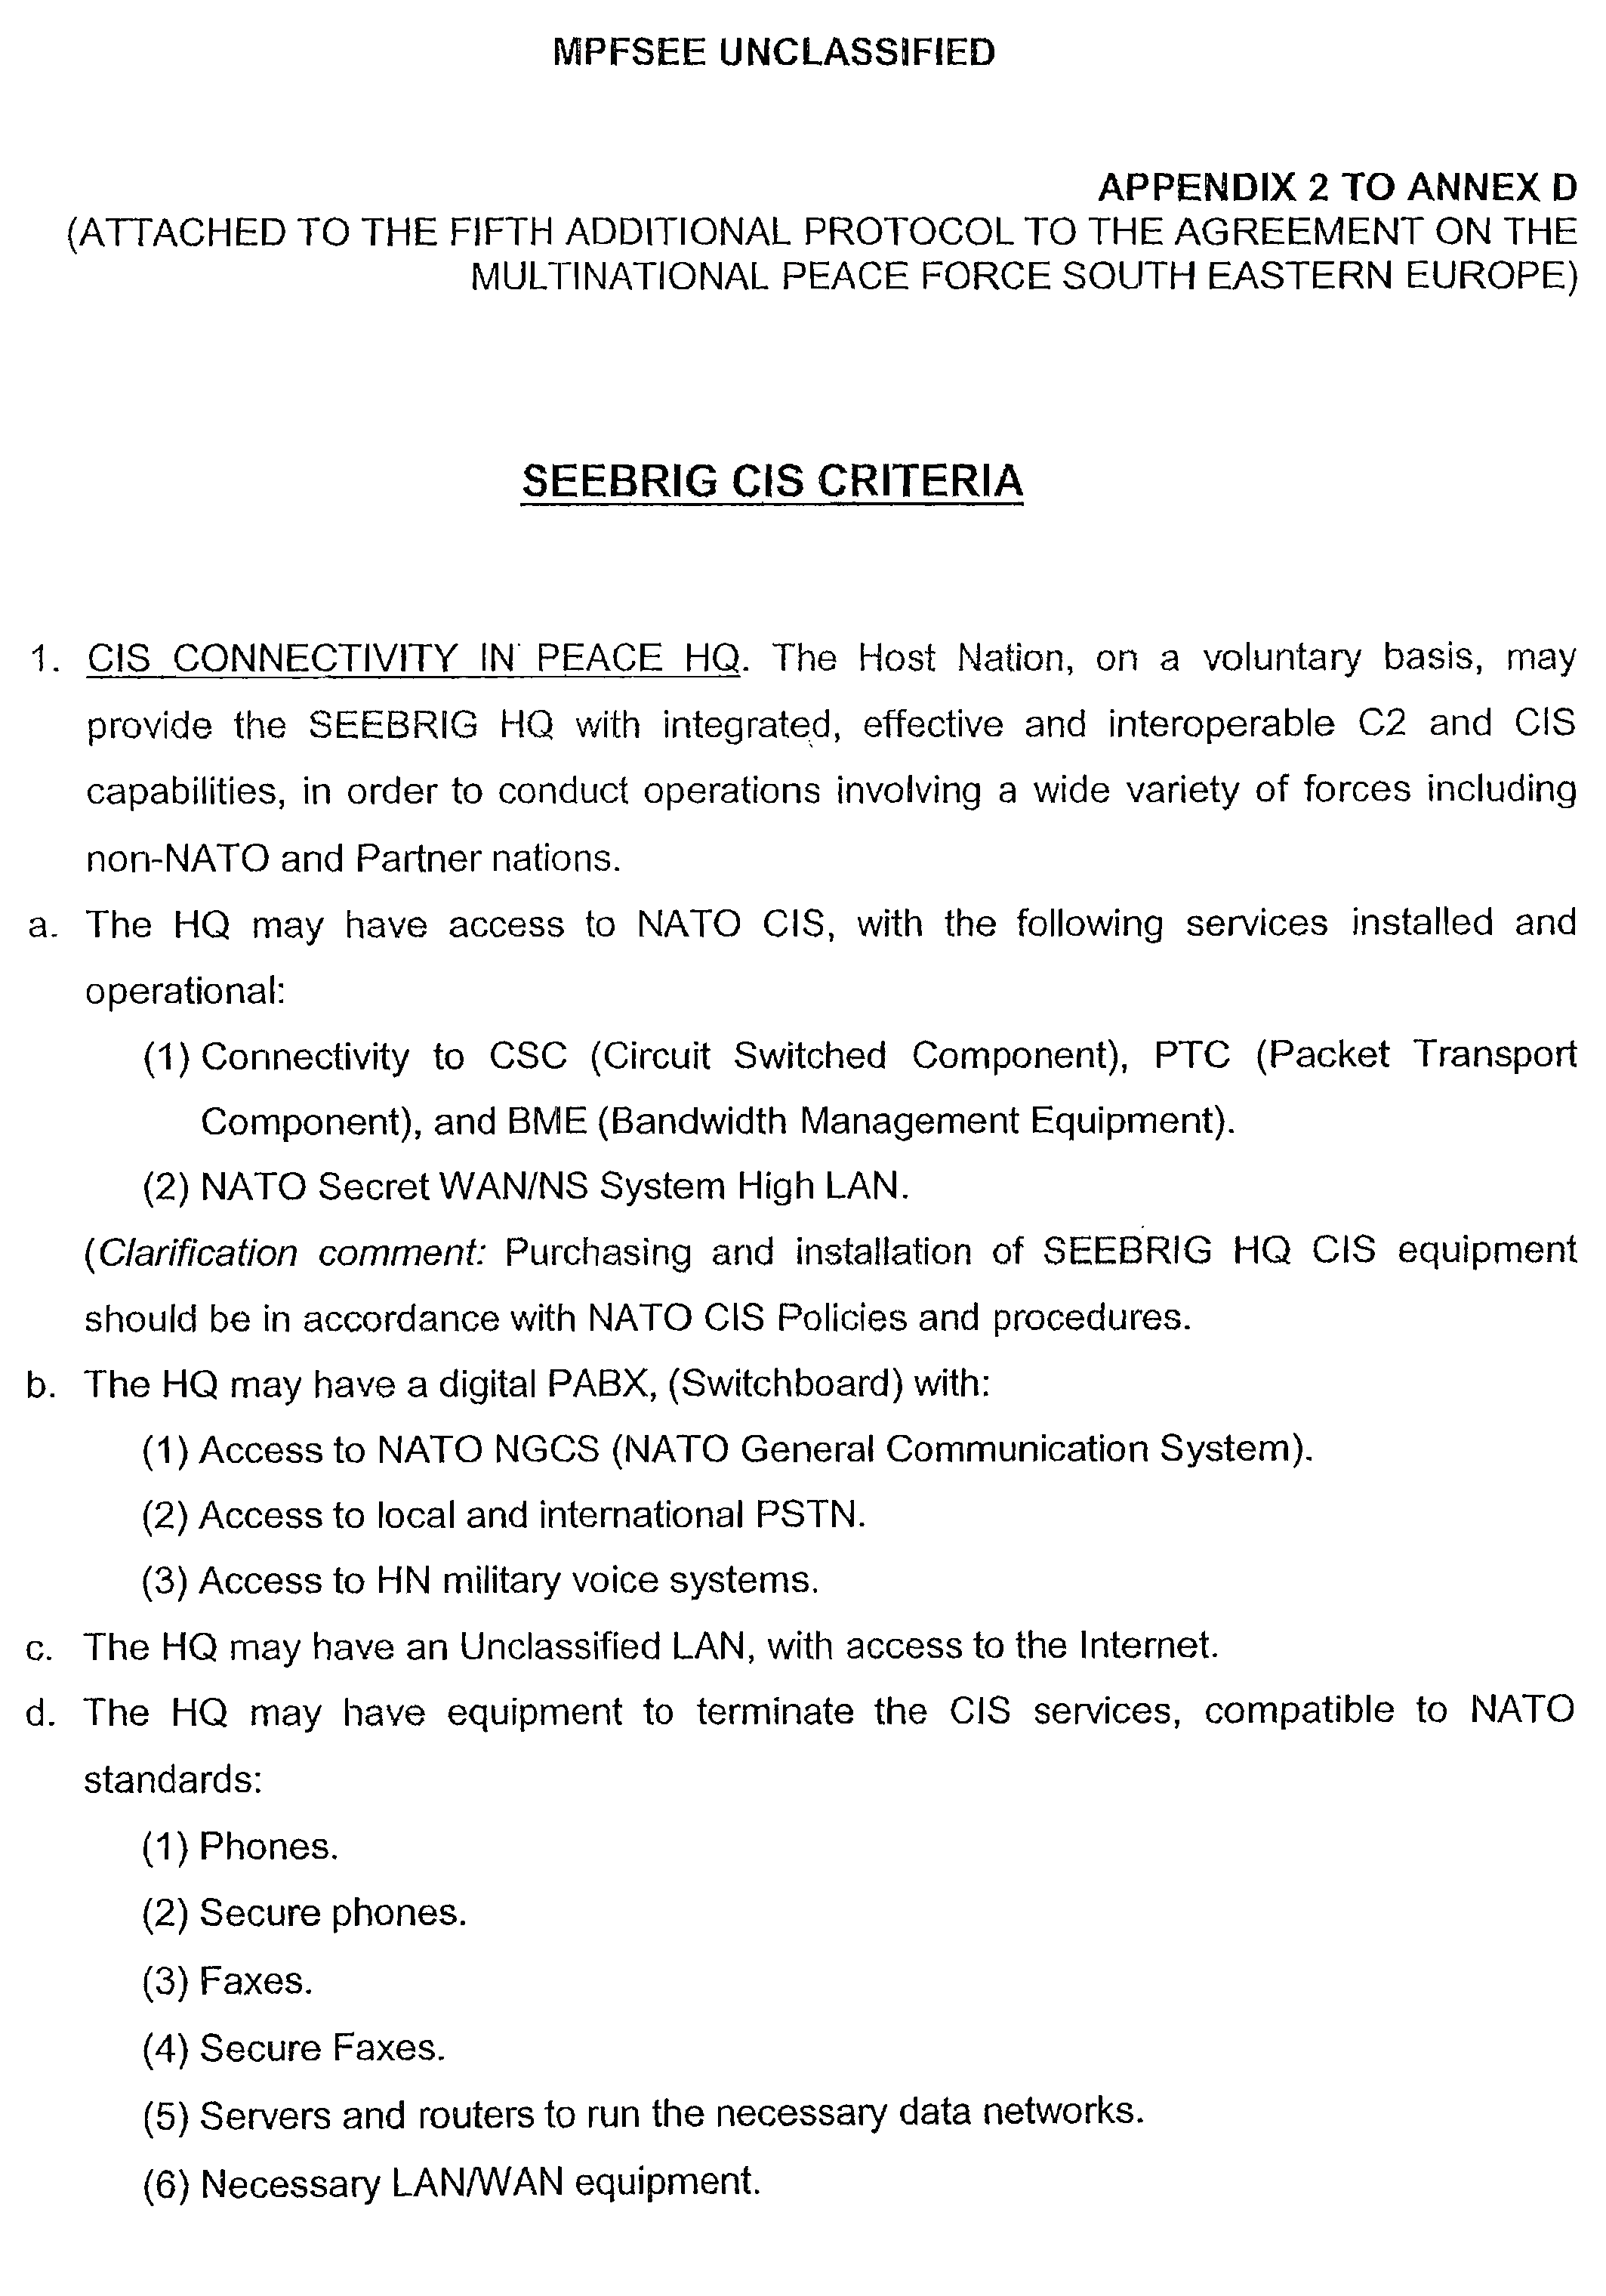 MPFSEE UNCLASSIFIED
APPENDIX 2 TO ANNEX D
(ATTACHED TO THE FIFTH ADDITIONAL PROTOCOL TO THE AGREEMENT ON THE
MULTINATIONAL PEACE FORCE SOUTH EASTERN EUROPE)
SEEBRIG CIS CRITERIA
1. CIS CONNECTIVITY IN PEACE HQ. The Host Nation, on a voluntary basis, may
provide the SEEBRIG HQ with integrated, effective and interoperable C2 and CIS
capabilities, in order to conduct operations involving a wide variety of forces including
non-NATO and Partner nations.
a. The HQ may have access to NATO CIS, with the following services installed and
operational:
(1) Connectivity to CSC (Circuit Switched Component), PTC (Packet Transport
Component), and BME (Bandwidth Management Equipment).
(2) NATO Secret WAN/NS System High LAN.
(Clarification comment: Purchasing and installation of SEEBRIG HQ CIS equipment
should be in accordance with NATO CIS Policies and procedures.
b. The HQ may have a digital PABX, (Switchboard) with:
(1) Access to NATO NGCS (NATO General Communication System).
(2) Access to local and international PSTN.
(3) Access to HN military voice systems.
c. The HQ may have an Unclassified LAN, with access to the Internet.
d. The HQ may have equipment to terminate the CIS services, compatible to NATO
standards:
(1) Phones.
(2) Secure phones.
(3) Faxes.
(4) Secure Faxes.
(5) Servers and routers to run the necessary data networks.
(6) Necessary LAN/WAN equipment.